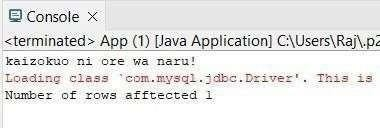 Console
<terminated> App (1) [Java Application] C:\Users\Raj\.p2
kaizokuo ni ore wa naru!
Loading class `com.mysql.jdbc.Driver'. This is
Number of rows afftected 1